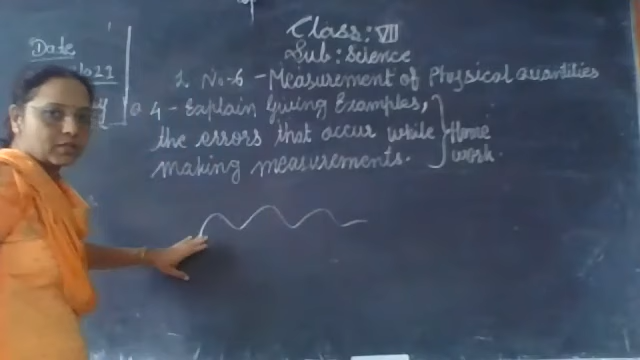 Class: VII
Date
Sub: Science
L. No-6 - Measurement of Physical Quantities
Q 4 - Explain giving Examples,
the errors that occur while
making measurements.
Home
work.